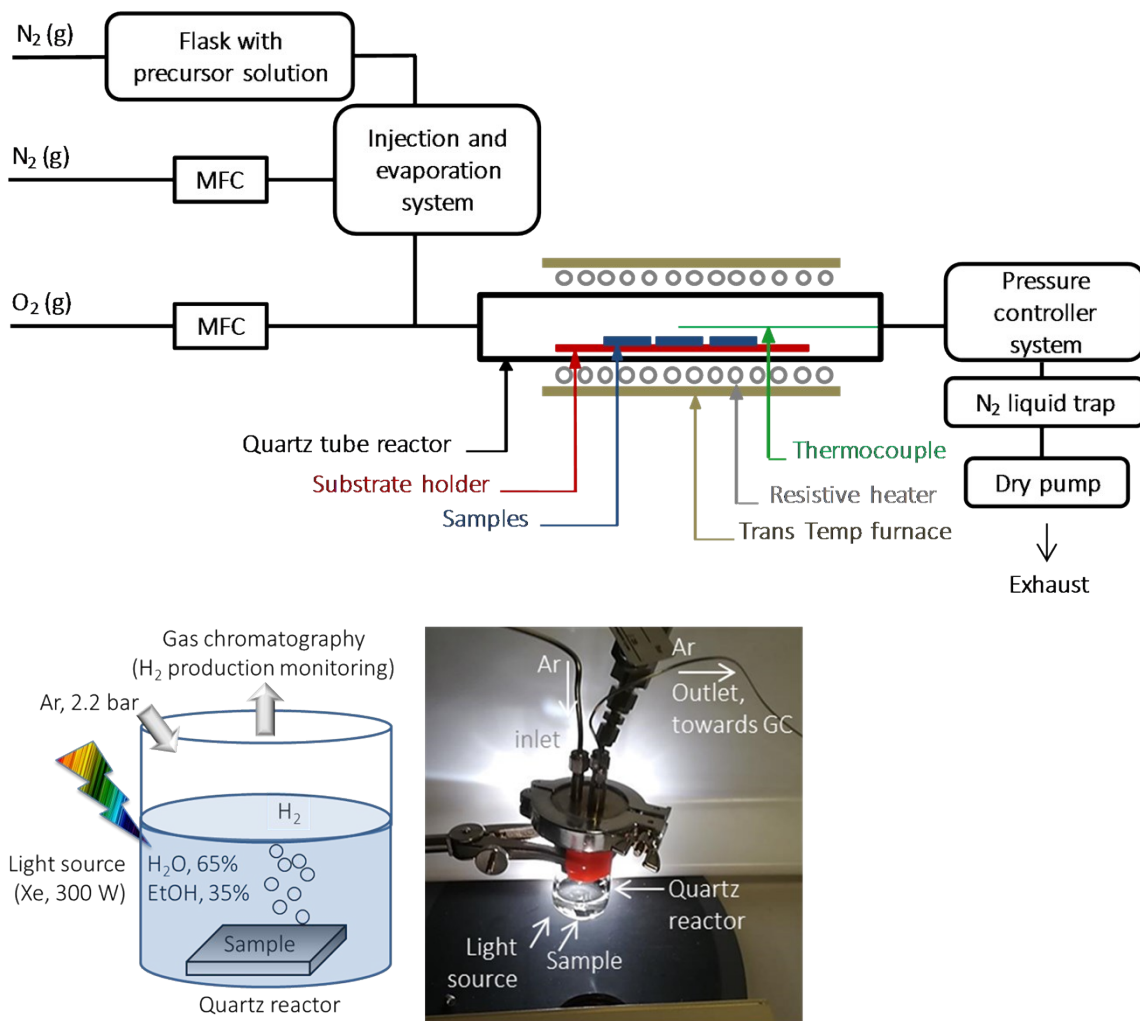 N₂ (g)
Flask with
precursor solution
N₂ (g)
MFC
Injection and
evaporation
system
O₂ (g)
MFC
Pressure
controller
system
N₂ liquid trap
Dry pump
Exhaust
Quartz tube reactor
Substrate holder
Samples
Thermocouple
Resistive heater
Trans Temp furnace
Gas chromatography
(H₂ production monitoring)
Ar, 2.2 bar
H₂
Light source
(Xe, 300 W)
H₂O, 65%
EtOH, 35%
Sample
Quartz reactor
Ar
inlet
Ar
Outlet,
towards GC
Quartz
reactor
Light
source
Sample